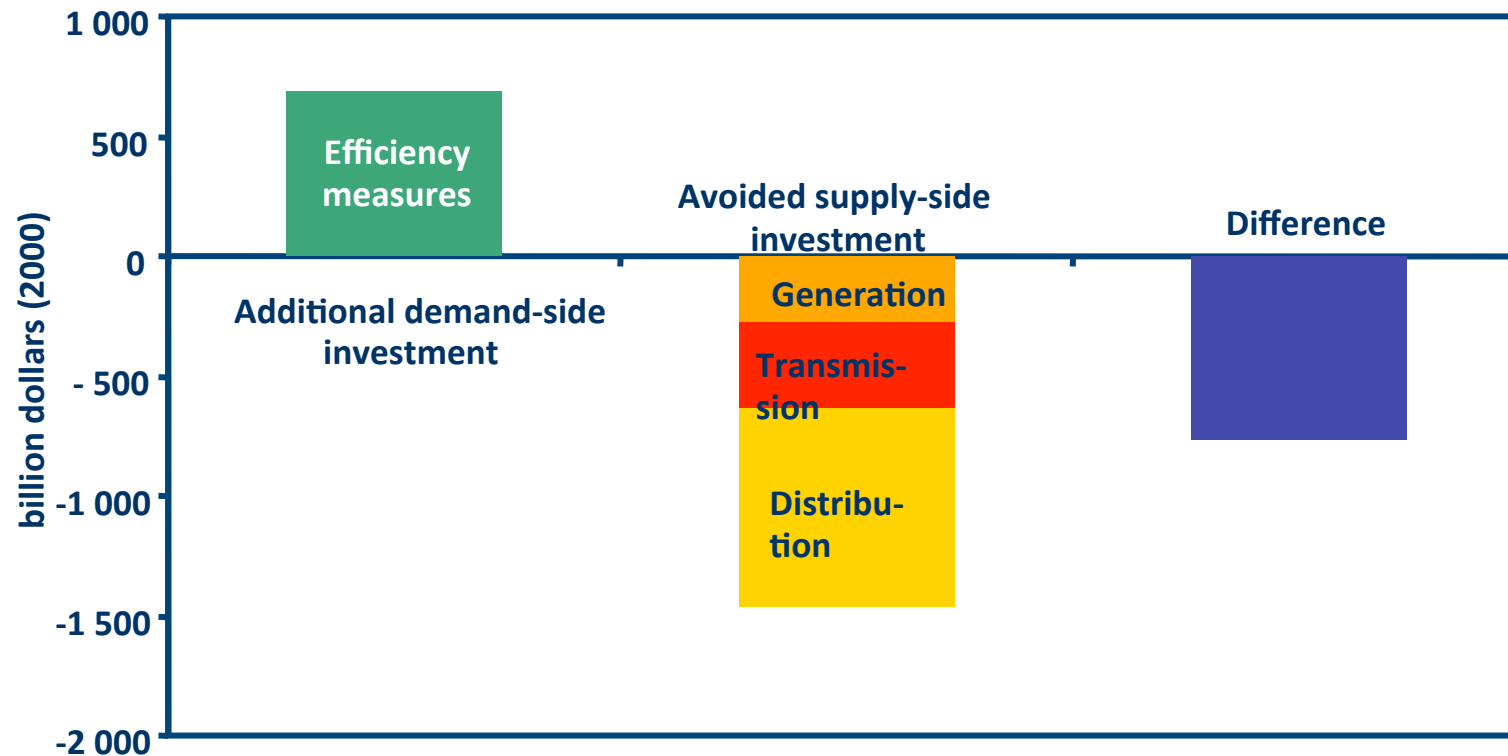 1 000
500
0
- 500
-1 000
-1 500
-2 000
billion dollars (2000)
Efficiency
measures
Additional demand-side
investment
Avoided supply-side
investment
Generation
Transmis-
sion
Distribu-
tion
Difference